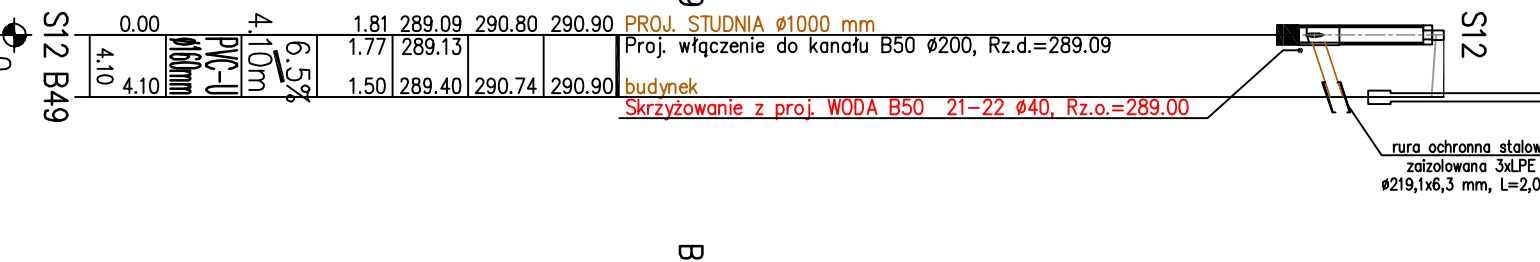 S12
0.00
1.81 289.09 290.80 290.90 PROJ. STUDNIA ø1000 mm
1.77 289.13 Proj. włączenie do kanału B50 ø200, Rz.d.=289.09
4.10
PVC-U
ø160mm
4.10m
6.5%
4.10
1.50 289.40 290.74 290.90 budynek
Skrzyżowanie z proj. WODA B50 21-22 ø40, Rz.o.=289.00
B49
S12
rura ochronna stalow
zaizolowana 3xLPE
ø219,1x6,3 mm, L=2,0
B